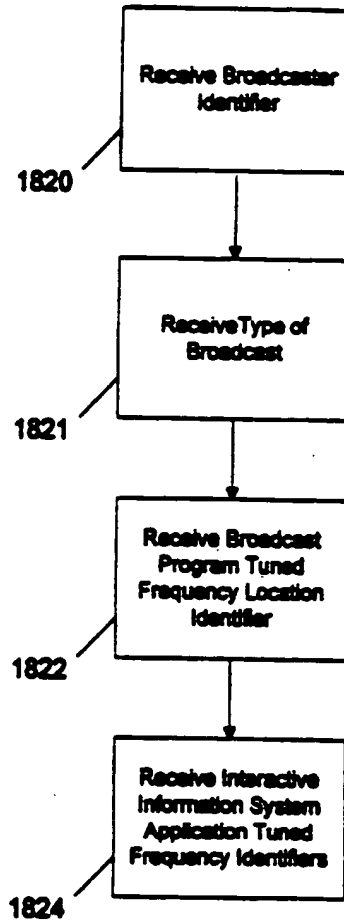 Receive Broadcaster
Identifier
1820
ReceiveType of
Broadcast
1821
Receive Broadcast
Program Tuned
Frequency Location
Identifier
1822
Receive Interactive
Information System
Application Tuned
Frequency Identifiers
1824